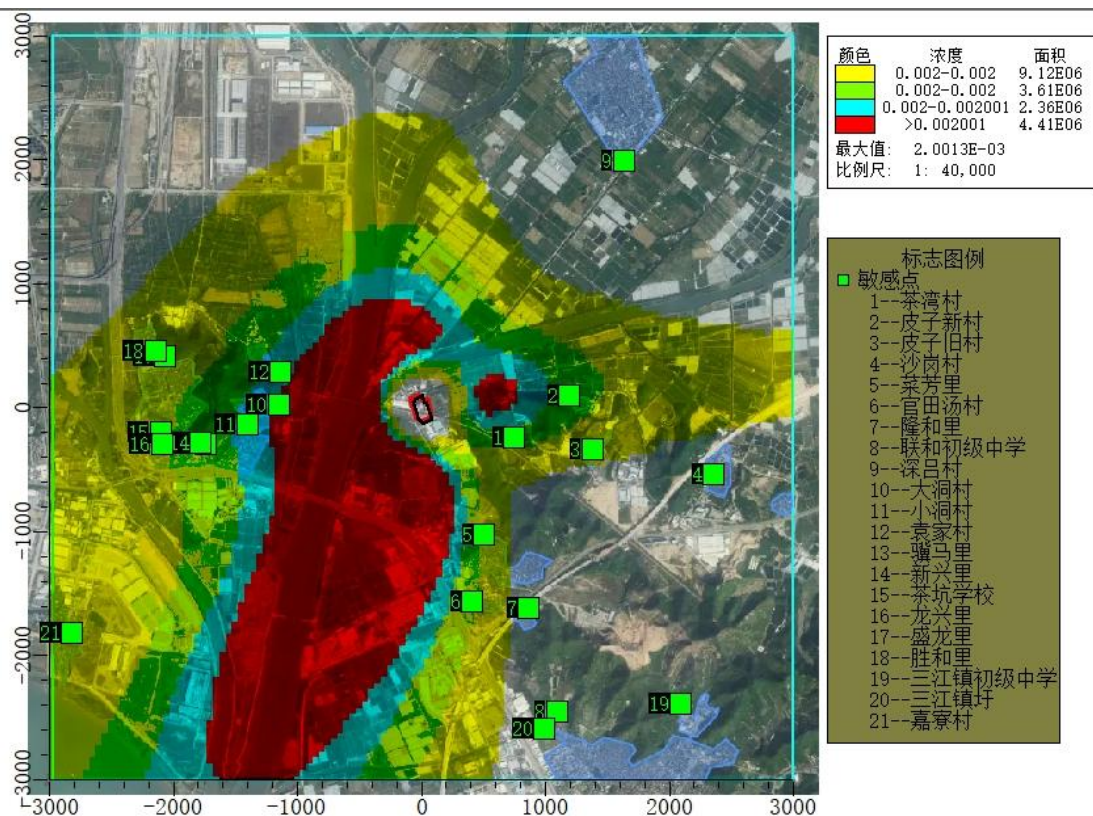 颜色 浓度 面积
0.002-0.002 9.12E06
0.002-0.002 3.61E06
0.002-0.002001 2.36E06
>0.002001 4.41E06
最大值: 2.0013E-03
比例尺: 1: 40,000
标志图例
敏感点
1--茶湾村
2--皮子新村
3--皮子旧村
4--沙岗村
5--菜芳里
6--官田汤村
7--隆和里
8--联和初级中学
9--深吕村
10--大洞村
11--小洞村
12--袁家村
13--骥马里
14--新兴里
15--茶坑学校
16--龙兴里
17--盛龙里
18--胜和里
19--三江镇初级中学
20--三江镇圩
21--嘉寮村
3000
2000
1000
0
-1000
-2000
-3000
9
18
12
10
11
15
16
14
2
1
3
4
5
6
7
21
8
19
20
-3000 -2000 -1000 0 1000 2000 3000